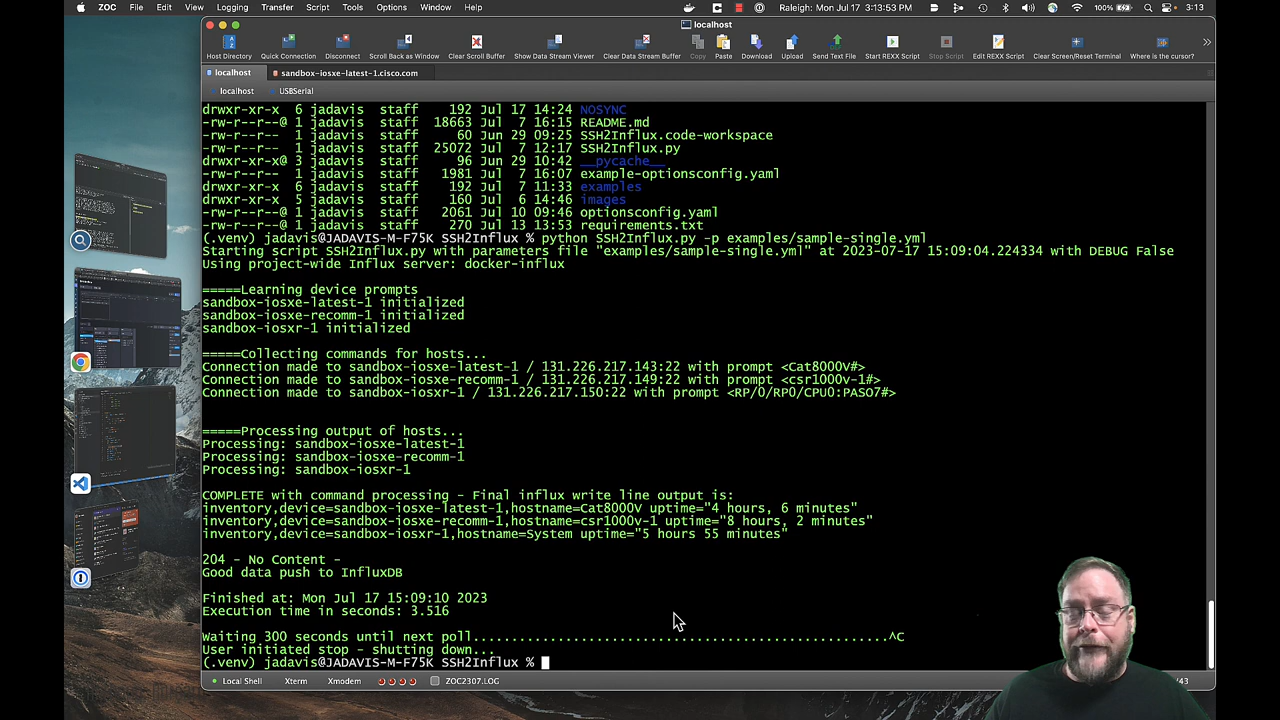 ZOC File Edit View Logging Transfer Script Tools Options Window Help Raleigh: Mon Jul 17 3:13:53 PM 100% 3:13
localhost
Host Directory Quick Connection Disconnect Scroll Back as Window Clear Scroll Buffer Show Data Stream Viewer Clear Data Stream Buffer Copy Paste Download Upload Send Text File Start REXX Script Stop Script Edit REXX Script Clear Screen/Reset Terminal Where is the cursor?
localhost sandbox-iosxe-latest-1.cisco.com
localhost USBSerial
drwxr-xr-x 6 jadavis staff 192 Jul 17 14:24 NOSYNC
-rw-r--r--@ 1 jadavis staff 18663 Jul 7 16:15 README.md
-rw-r--r-- 1 jadavis staff 60 Jun 29 09:25 SSH2Influx.code-workspace
-rw-r--r-- 1 jadavis staff 25072 Jul 7 12:17 SSH2Influx.py
drwxr-xr-x@ 3 jadavis staff 96 Jun 29 10:42 __pycache__
-rw-r--r--@ 1 jadavis staff 1981 Jul 7 16:07 example-optionsconfig.yaml
drwxr-xr-x 6 jadavis staff 192 Jul 7 11:33 examples
drwxr-xr-x 5 jadavis staff 160 Jul 6 14:46 images
-rw-r--r--@ 1 jadavis staff 2061 Jul 10 09:46 optionsconfig.yaml
-rw-r--r--@ 1 jadavis staff 270 Jul 13 13:53 requirements.txt
(.venv) jadavis@JADAVIS-M-F75K SSH2Influx % python SSH2Influx.py -p examples/sample-single.yml
Starting script SSH2Influx.py with parameters file "examples/sample-single.yml" at 2023-07-17 15:09:04.224334 with DEBUG False
Using project-wide Influx server: docker-influx
=====Learning device prompts
sandbox-iosxe-latest-1 initialized
sandbox-iosxe-recomm-1 initialized
sandbox-iosxr-1 initialized
=====Collecting commands for hosts...
Connection made to sandbox-iosxe-latest-1 / 131.226.217.143:22 with prompt <Cat8000V#>
Connection made to sandbox-iosxe-recomm-1 / 131.226.217.149:22 with prompt <csr1000v-1#>
Connection made to sandbox-iosxr-1 / 131.226.217.150:22 with prompt <RP/0/RP0/CPU0:PASO7#>
=====Processing output of hosts...
Processing: sandbox-iosxe-latest-1
Processing: sandbox-iosxe-recomm-1
Processing: sandbox-iosxr-1
COMPLETE with command processing - Final influx write line output is:
inventory,device=sandbox-iosxe-latest-1,hostname=Cat8000V uptime="4 hours, 6 minutes"
inventory,device=sandbox-iosxe-recomm-1,hostname=csr1000v-1 uptime="8 hours, 2 minutes"
inventory,device=sandbox-iosxr-1,hostname=System uptime="5 hours 55 minutes"
204 - No Content -
Good data push to InfluxDB
Finished at: Mon Jul 17 15:09:10 2023
Execution time in seconds: 3.516
Waiting 300 seconds until next poll......................................................^C
User initiated stop - shutting down...
(.venv) jadavis@JADAVIS-M-F75K SSH2Influx %
Local Shell Xterm Xmodem ZOC2307.LOG /43